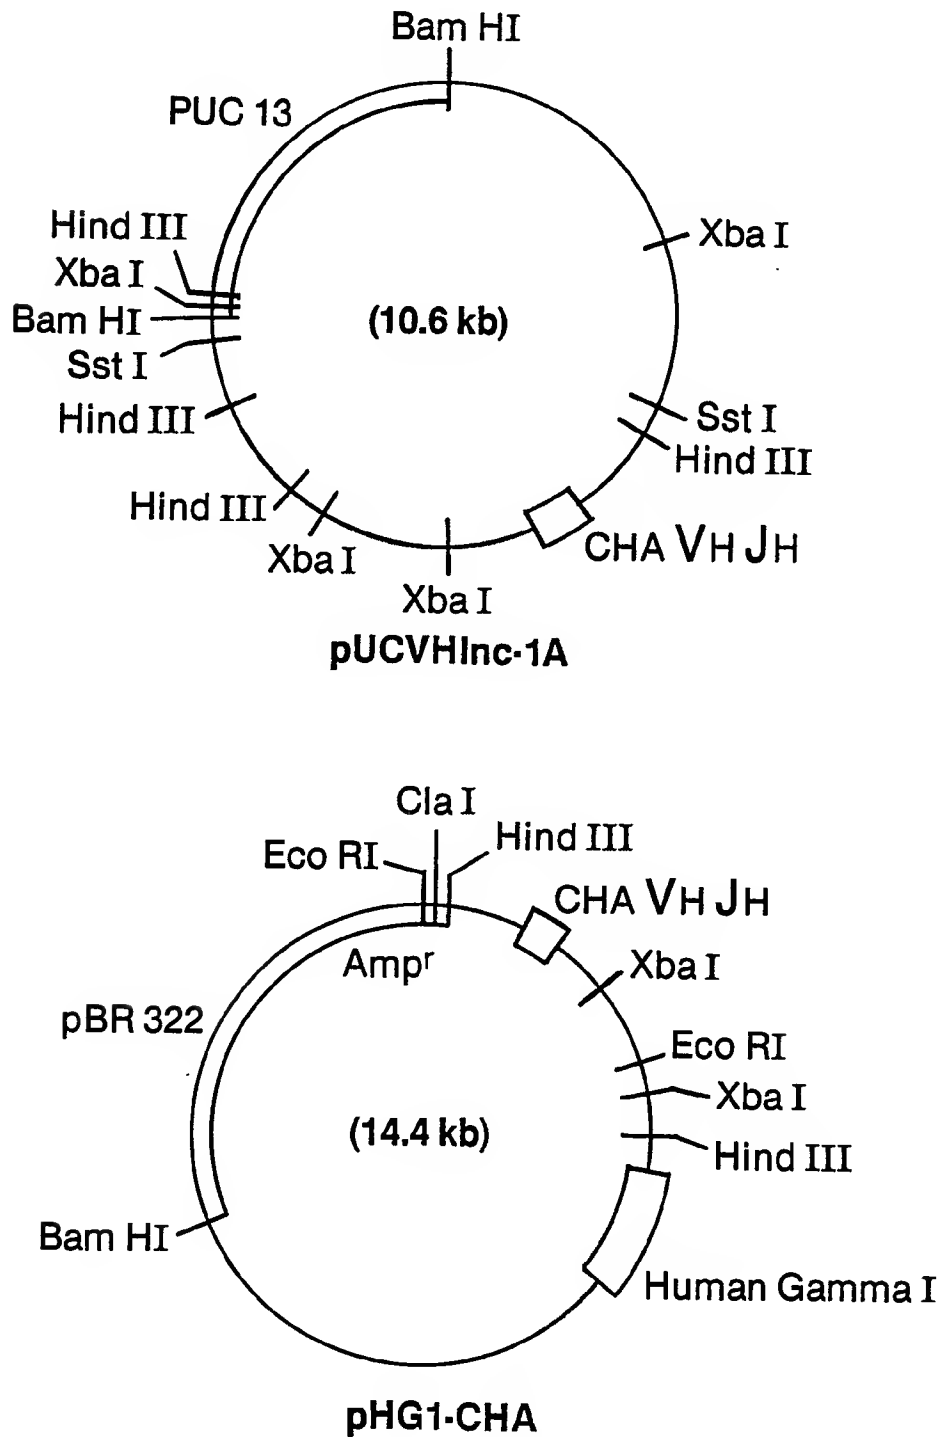 Bam HI
PUC 13
Hind III
Xba I
Xba I
Bam HI
(10.6 kb)
Sst I
Hind III
Sst I
Hind III
Hind III
CHA VH JH
Xba I
Xba I
pUCVHInc-1A
Cla I
Hind III
Eco RI
CHA VH JH
Ampr
Xba I
pBR 322
Eco RI
Xba I
(14.4 kb)
Hind III
Bam HI
Human Gamma I
pHG1-CHA